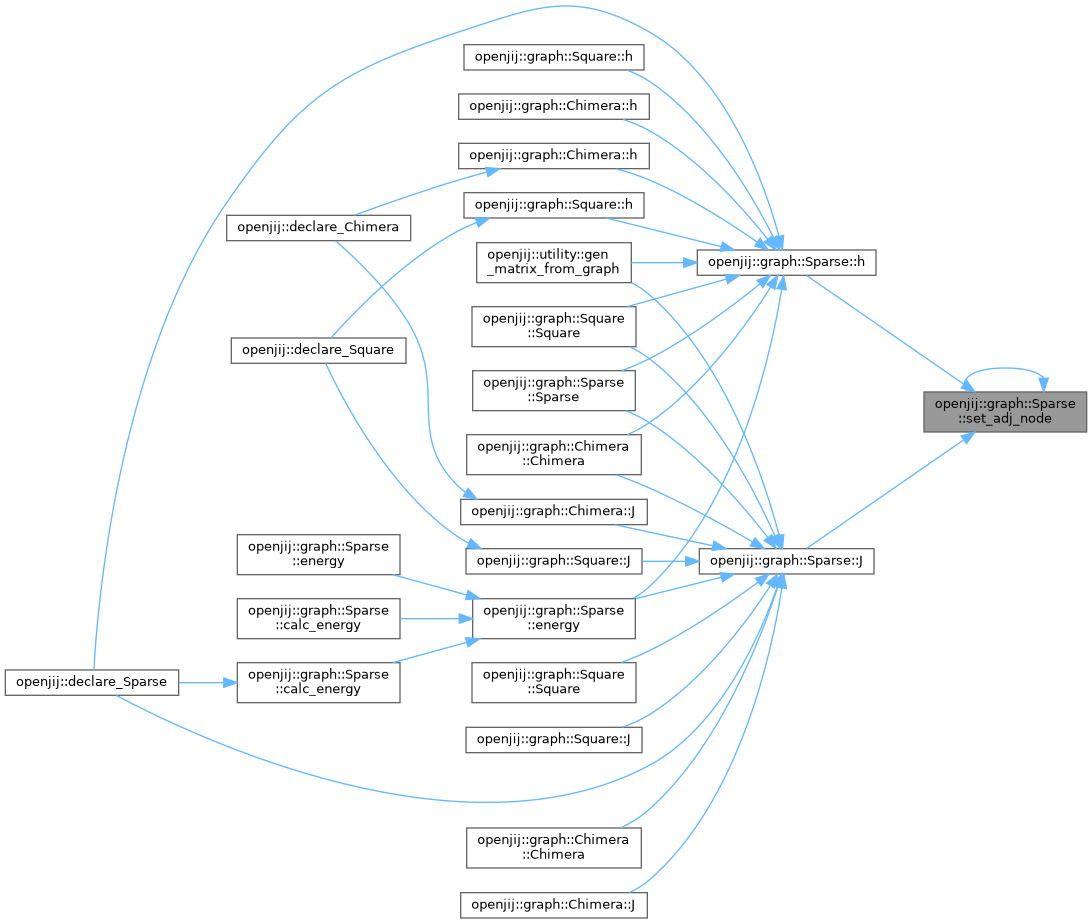 openjij::graph::Square::h
openjij::graph::Chimera::h
openjij::graph::Chimera::h
openjij::graph::Square::h
openjij::declare_Chimera
openjij::utility::gen
_matrix_from_graph
openjij::graph::Sparse::h
openjij::graph::Square
::Square
openjij::declare_Square
openjij::graph::Sparse
::Sparse
openjij::graph::Sparse
::set_adj_node
openjij::graph::Chimera
::Chimera
openjij::graph::Chimera::J
openjij::graph::Sparse
::energy
openjij::graph::Square::J
openjij::graph::Sparse::J
openjij::graph::Sparse
::calc_energy
openjij::graph::Sparse
::energy
openjij::declare_Sparse
openjij::graph::Sparse
::calc_energy
openjij::graph::Square
::Square
openjij::graph::Square::J
openjij::graph::Chimera
::Chimera
openjij::graph::Chimera::J